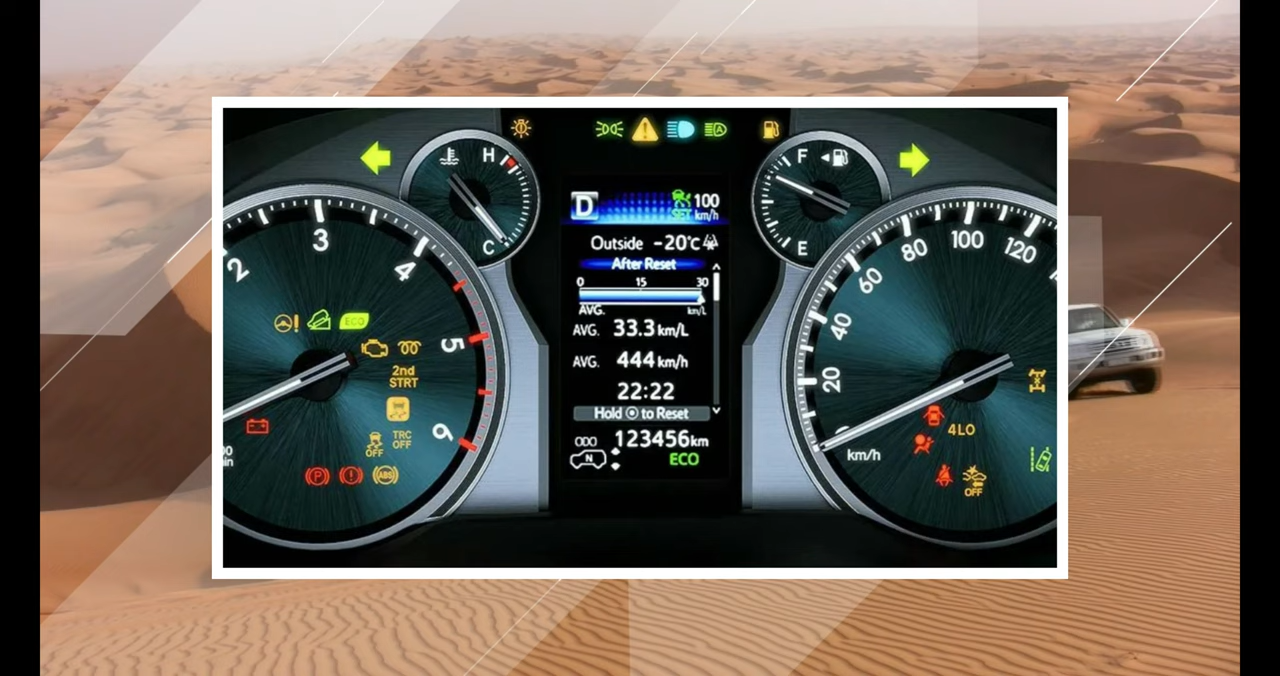 H
C
F
E
D
SET
100
km/h
Outside -20°C
After Reset
0 15 30
AVG. km/L
AVG. 33.3 km/L
AVG. 444 km/h
22:22
Hold ⦿ to Reset
ODO 123456 km
N
ECO
2
3
4
5
6
ECO
2nd
STRT
TRC
OFF
OFF
P
!
ABS
A
20
40
60
80
100
120
km/h
4LO
OFF